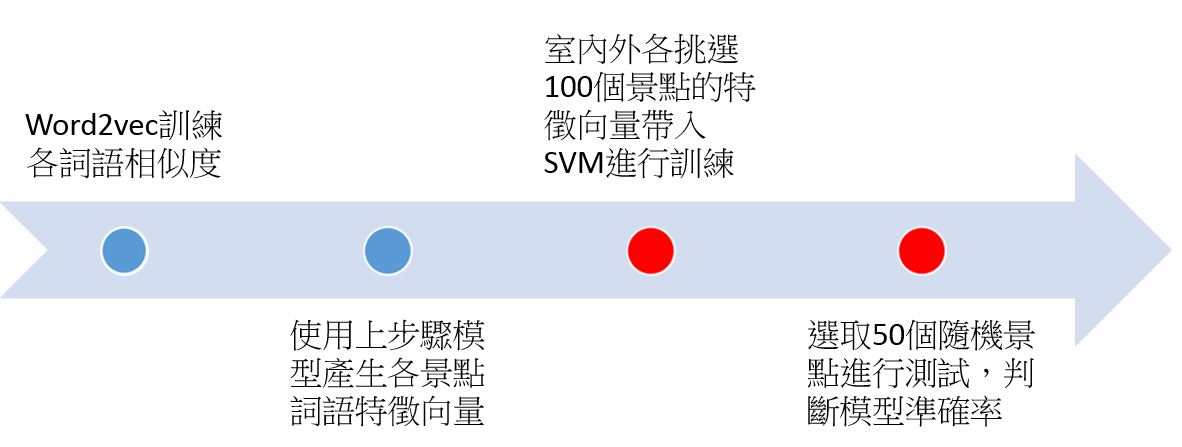 Word2vec訓練
各詞語相似度
使用上步驟模
型產生各景點
詞語特徵向量
室內外各挑選
100個景點的特
徵向量帶入
SVM進行訓練
選取50個隨機景
點進行測試，判
斷模型準確率